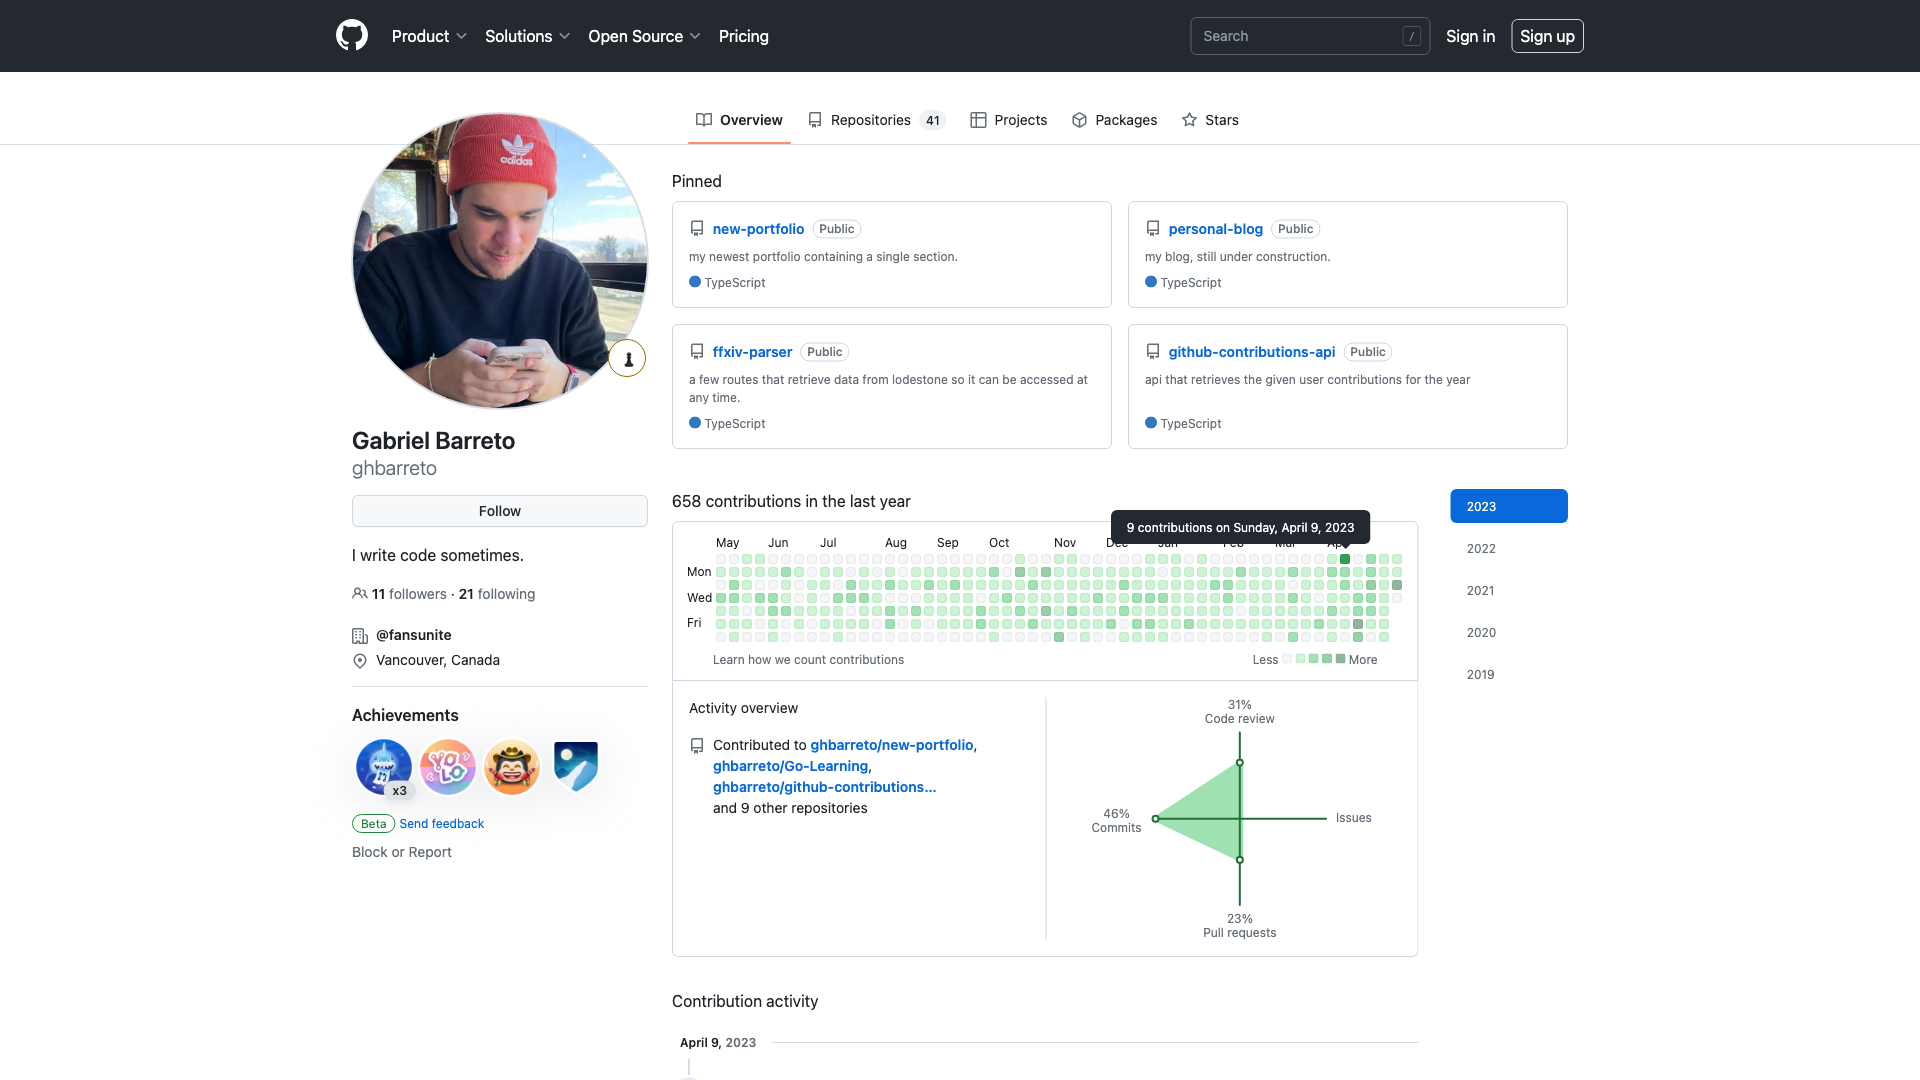 Product
Solutions
Open Source
Pricing
Search
/
Sign in
Sign up
Overview
Repositories 41
Projects
Packages
Stars
adidas
Gabriel Barreto
ghbarreto
Follow
I write code sometimes.
11 followers · 21 following
@fansunite
Vancouver, Canada
Achievements
x3
YOLO
Beta Send feedback
Block or Report
Pinned
new-portfolio Public
my newest portfolio containing a single section.
TypeScript
personal-blog Public
my blog, still under construction.
TypeScript
ffxiv-parser Public
a few routes that retrieve data from lodestone so it can be accessed at
any time.
TypeScript
github-contributions-api Public
api that retrieves the given user contributions for the year
TypeScript
658 contributions in the last year
9 contributions on Sunday, April 9, 2023
May Jun Jul Aug Sep Oct Nov Dec Jan Feb Mar Apr
Mon
Wed
Fri
Learn how we count contributions
Less
More
2023
2022
2021
2020
2019
Activity overview
Contributed to ghbarreto/new-portfolio,
ghbarreto/Go-Learning,
ghbarreto/github-contributions...
and 9 other repositories
31%
Code review
46%
Commits
Issues
23%
Pull requests
Contribution activity
April 9, 2023